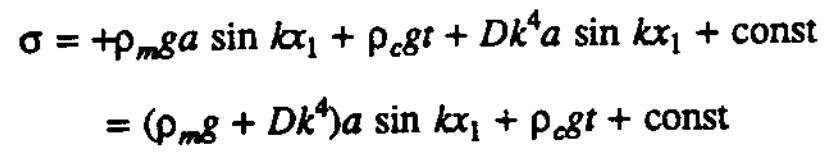 σ = +ρ_m ga sin kx_1 + ρ_c gt + Dk^4 a sin kx_1 + const
= (ρ_m g + Dk^4)a sin kx_1 + ρ_c gt + const